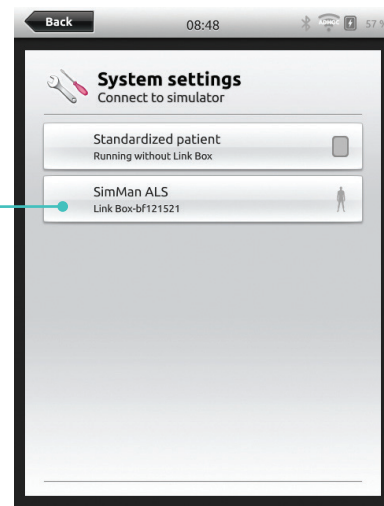 Back
08:48
ADHOC
57 %
System settings
Connect to simulator
Standardized patient
Running without Link Box
SimMan ALS
Link Box-bf121521